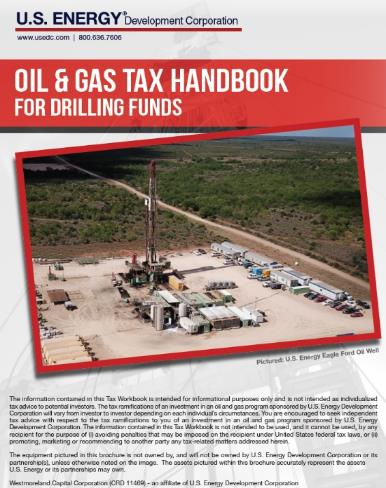 U.S. ENERGY® Development Corporation
www.usedc.com | 800.636.7606
OIL & GAS TAX HANDBOOK
FOR DRILLING FUNDS
Pictured: U.S. Energy Eagle Ford Oil Well
The information contained in this Tax Workbook is intended for informational purposes only and is not intended as individualized
tax advice to potential investors. The tax ramifications of an investment in an oil and gas program sponsored by U.S. Energy Development
Corporation will vary from investor to investor depending on each individual's circumstances. You are encouraged to seek independent
tax advice with respect to the tax ramifications to you of an investment in an oil and gas program sponsored by U.S. Energy
Development Corporation. The information contained in this Tax Workbook is not intended to be used, and it cannot be used, by any
recipient for the purpose of (i) avoiding penalties that may be imposed on the recipient under United States federal tax laws, or (ii)
promoting, marketing or recommending to another party any tax-related matters addressed herein.
The equipment pictured in this brochure is not owned by, and will not be owned by U.S. Energy Development Corporation or its
partnership(s), unless otherwise noted on the image. The assets pictured within this brochure accurately represent the assets
U.S. Energy or its partnerships may own.
Westmoreland Capital Corporation (CRD 11469) - an affiliate of U.S. Energy Development Corporation